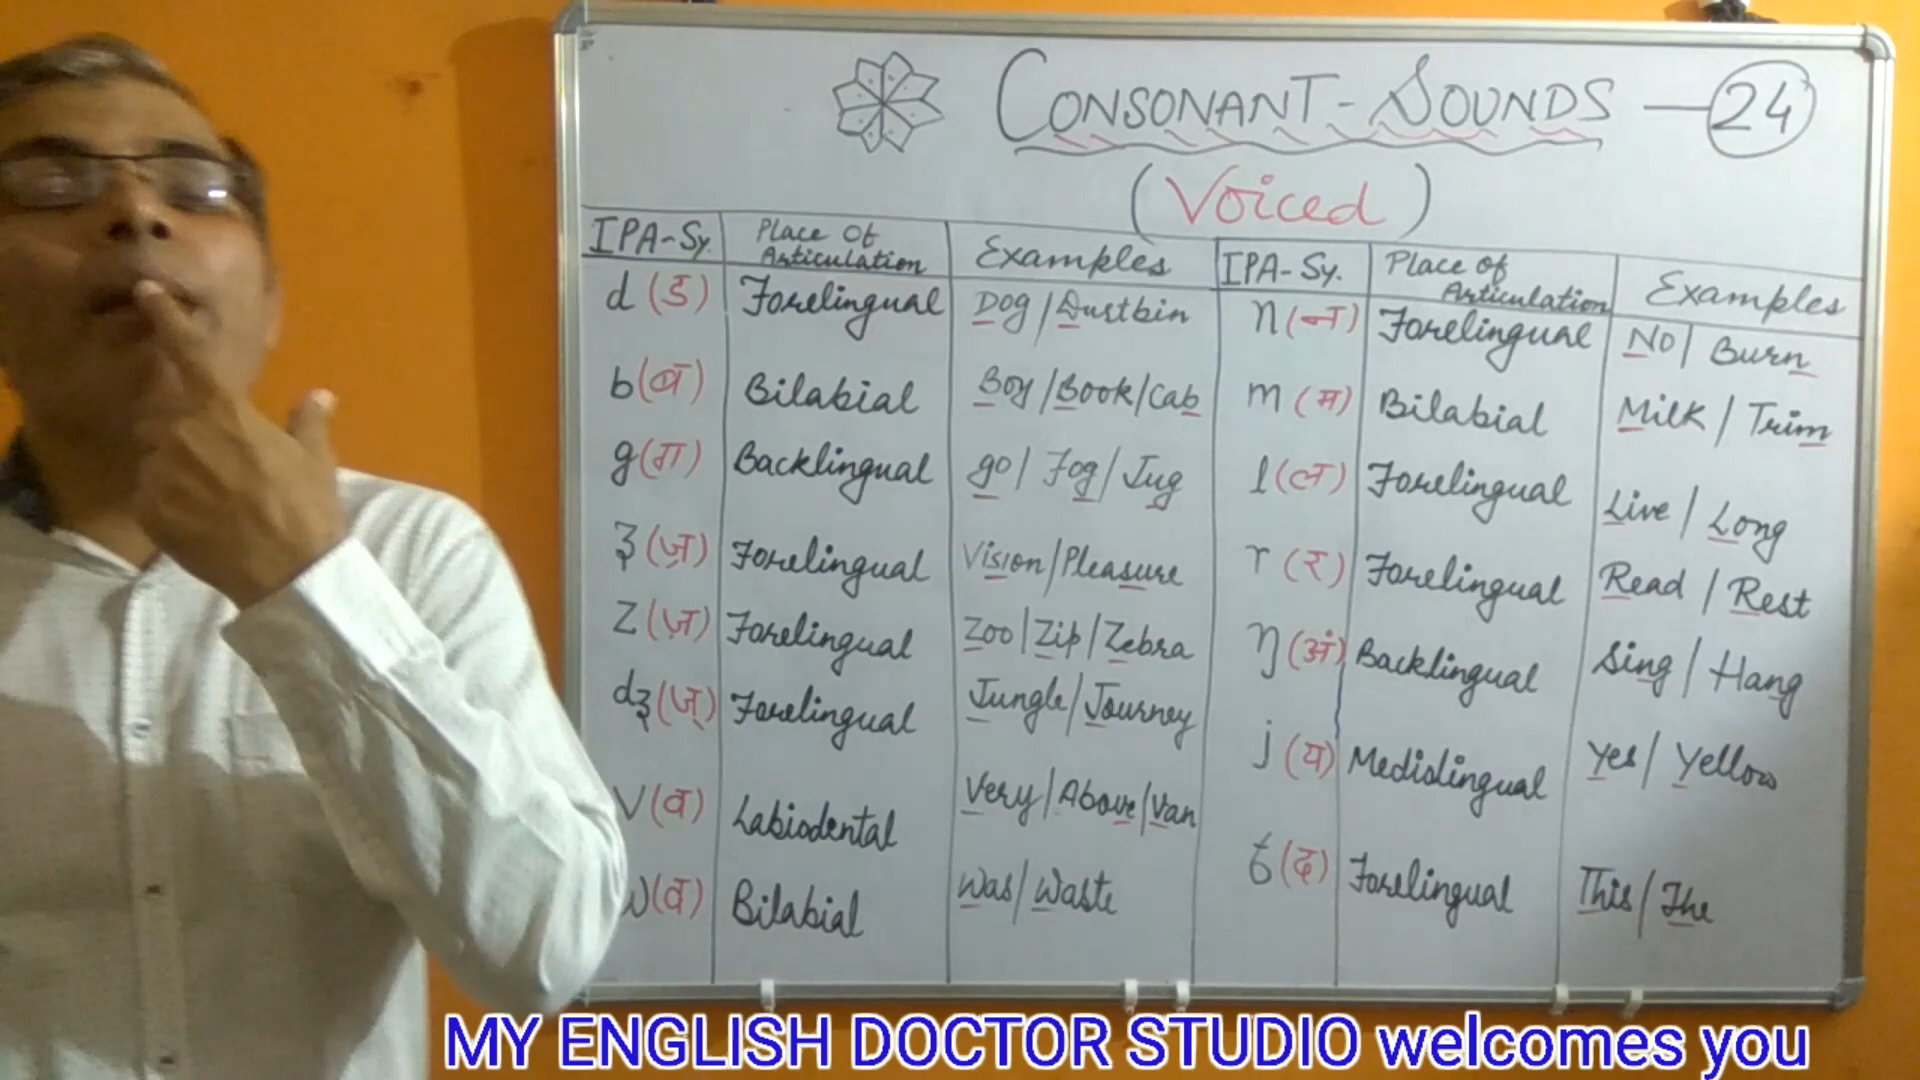 CONSONANT - SOUNDS — 24
(Voiced)
IPA-Sy. Place Of Articulation Examples IPA-Sy. Place of Articulation Examples
d (ड) Forelingual Dog / Dustbin n (न) Forelingual No / Burn
b (ब) Bilabial Boy / Book / Cab m (म) Bilabial Milk / Trim
g (ग) Backlingual go / Fog / Jug l (ल) Forelingual Live / Long
ʒ (ज़) Forelingual Vision / Pleasure r (र) Forelingual Read / Rest
z (ज़) Forelingual Zoo / Zip / Zebra ŋ (अं) Backlingual Sing / Hang
dʒ (ज्) Forelingual Jungle / Journey j (य) Mediolingual Yes / Yellow
v (व) Labiodental Very / Above / Van ð (द) Forelingual This / The
w (व) Bilabial Was / Waste
MY ENGLISH DOCTOR STUDIO welcomes you